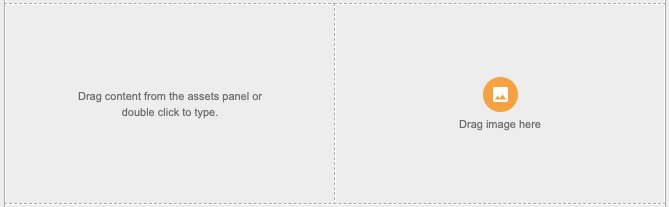 Drag content from the assets panel or
double click to type.
Drag image here